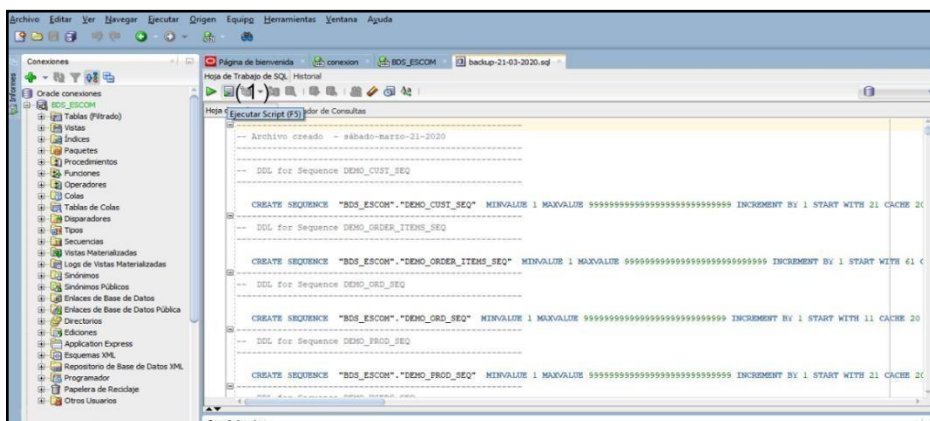 Archivo Editar Ver Navegar Ejecutar Origen Equipo Herramientas Ventana Ayuda
Conexiones
Informes
Orade conexiones
BDS_ESCOM
Tablas (Filtrado)
Vistas
Índices
Paquetes
Procedimientos
Funciones
Operadores
Colas
Tablas de Colas
Disparadores
Tipos
Secuencias
Vistas Materializadas
Logs de Vistas Materializadas
Sinónimos
Sinónimos Públicos
Enlaces de Base de Datos
Enlaces de Base de Datos Pública
Directorios
Ediciones
Application Express
Esquemas XML
Repositorio de Base de Datos XML
Programador
Papelera de Reciclaje
Otros Usuarios
Página de bienvenida conexion BDS_ESCOM backup-21-03-2020.sql
Hoja de Trabajo de SQL Historial
(1)
Ejecutar Script (F5)
de Consultas
-- Archivo creado - sábado-marzo-21-2020
-- DDL for Sequence DEMO_CUST_SEQ
CREATE SEQUENCE "BDS_ESCOM"."DEMO_CUST_SEQ" MINVALUE 1 MAXVALUE 9999999999999999999999999999 INCREMENT BY 1 START WITH 21 CACHE 20
-- DDL for Sequence DEMO_ORDER_ITEMS_SEQ
CREATE SEQUENCE "BDS_ESCOM"."DEMO_ORDER_ITEMS_SEQ" MINVALUE 1 MAXVALUE 9999999999999999999999999999 INCREMENT BY 1 START WITH 61 C
-- DDL for Sequence DEMO_ORD_SEQ
CREATE SEQUENCE "BDS_ESCOM"."DEMO_ORD_SEQ" MINVALUE 1 MAXVALUE 9999999999999999999999999999 INCREMENT BY 1 START WITH 11 CACHE 20
-- DDL for Sequence DEMO_PROD_SEQ
CREATE SEQUENCE "BDS_ESCOM"."DEMO_PROD_SEQ" MINVALUE 1 MAXVALUE 9999999999999999999999999999 INCREMENT BY 1 START WITH 21 CACHE 20